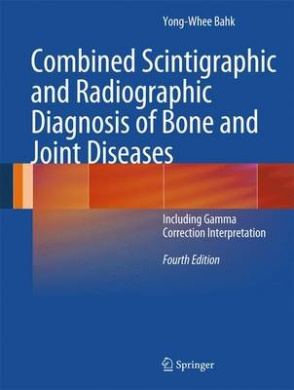 Yong-Whee Bahk
Combined Scintigraphic
and Radiographic
Diagnosis of Bone and
Joint Diseases
Including Gamma
Correction Interpretation
Fourth Edition
Springer